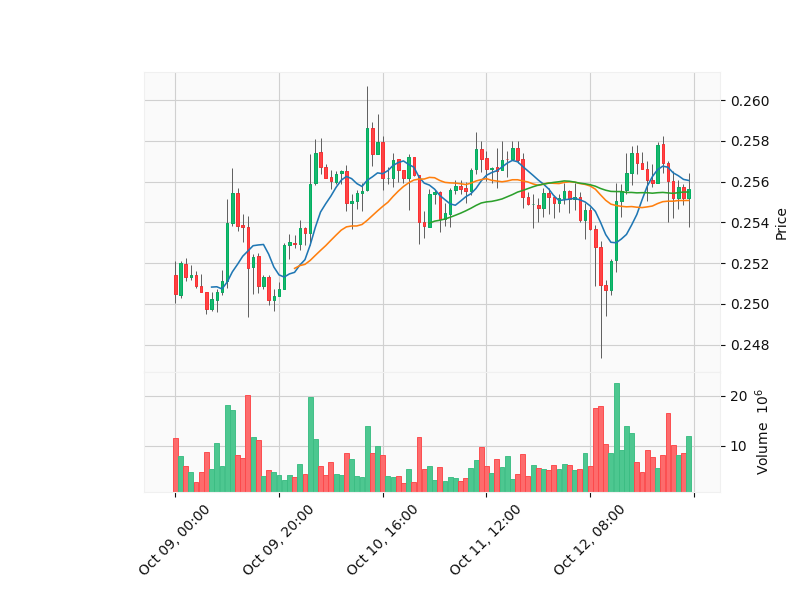 0.260
0.258
0.256
0.254
0.252
0.250
0.248
Price
20
10
Volume 10^6
Oct 09, 00:00
Oct 09, 20:00
Oct 10, 16:00
Oct 11, 12:00
Oct 12, 08:00